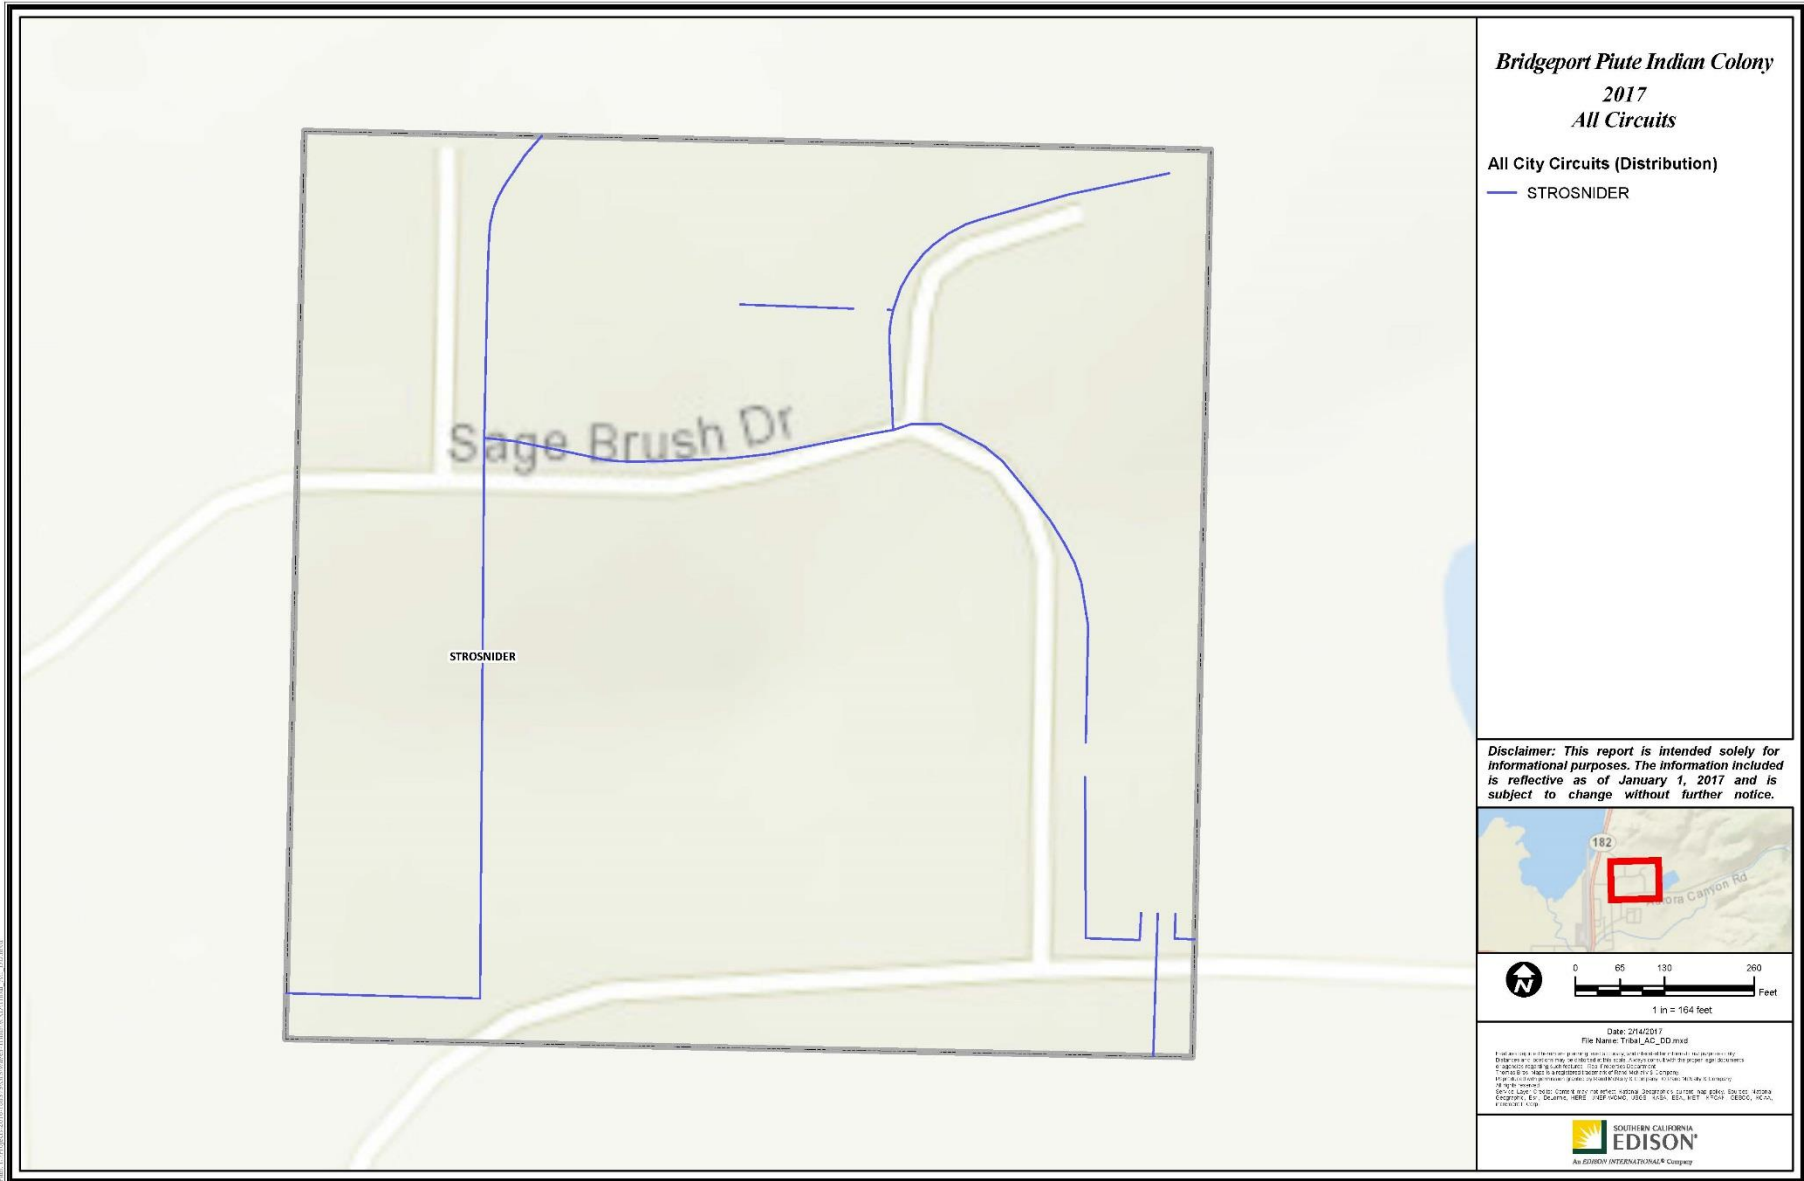 Bridgeport Piute Indian Colony
2017
All Circuits
All City Circuits (Distribution)
STROSNIDER
Sage Brush Dr
STROSNIDER
Disclaimer: This report is intended solely for
informational purposes. The information included
is reflective as of January 1, 2017 and is
subject to change without further notice.
182
Canyon Rd
N
0 65 130 260
Feet
1 in = 164 feet
Date: 2/14/2017
File Name: Tribal_AC_DD.mxd
SOUTHERN CALIFORNIA
EDISON®
An EDISON INTERNATIONAL® Company